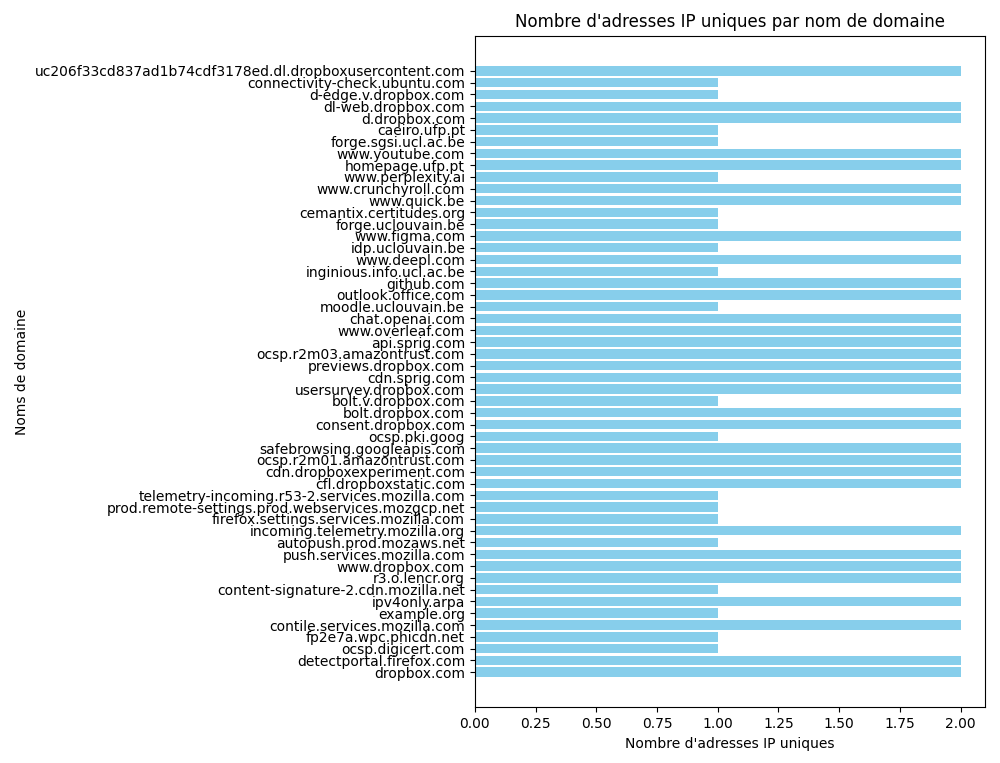 Nombre d'adresses IP uniques par nom de domaine
uc206f33cd837ad1b74cdf3178ed.dl.dropboxusercontent.com
connectivity-check.ubuntu.com
d-edge.v.dropbox.com
dl-web.dropbox.com
d.dropbox.com
caeiro.ufp.pt
forge.sgsi.ucl.ac.be
www.youtube.com
homepage.ufp.pt
www.perplexity.ai
www.crunchyroll.com
www.quick.be
cemantix.certitudes.org
forge.uclouvain.be
www.figma.com
idp.uclouvain.be
www.deepl.com
inginious.info.ucl.ac.be
github.com
outlook.office.com
moodle.uclouvain.be
chat.openai.com
www.overleaf.com
api.sprig.com
ocsp.r2m03.amazontrust.com
previews.dropbox.com
cdn.sprig.com
usersurvey.dropbox.com
bolt.v.dropbox.com
bolt.dropbox.com
consent.dropbox.com
ocsp.pki.goog
safebrowsing.googleapis.com
ocsp.r2m01.amazontrust.com
cdn.dropboxexperiment.com
cfl.dropboxstatic.com
telemetry-incoming.r53-2.services.mozilla.com
prod.remote-settings.prod.webservices.mozgcp.net
firefox.settings.services.mozilla.com
incoming.telemetry.mozilla.org
autopush.prod.mozaws.net
push.services.mozilla.com
www.dropbox.com
r3.o.lencr.org
content-signature-2.cdn.mozilla.net
ipv4only.arpa
example.org
contile.services.mozilla.com
fp2e7a.wpc.phicdn.net
ocsp.digicert.com
detectportal.firefox.com
dropbox.com
Noms de domaine
0.00 0.25 0.50 0.75 1.00 1.25 1.50 1.75 2.00
Nombre d'adresses IP uniques